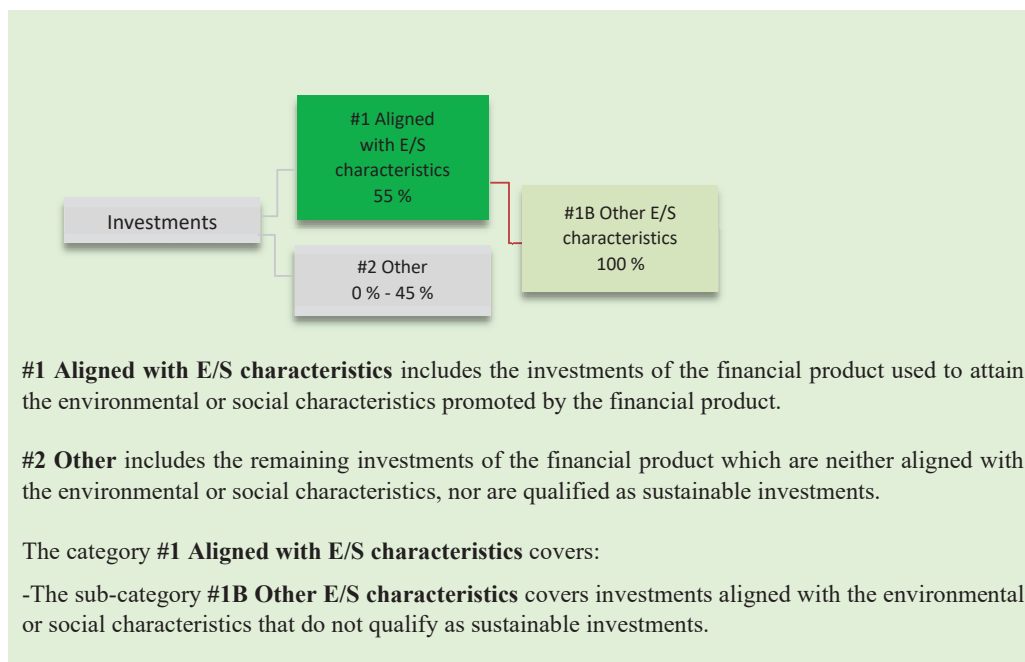 #1 Aligned
with E/S
characteristics
55 %
Investments
#1B Other E/S
characteristics
100 %
#2 Other
0 % - 45 %
#1 Aligned with E/S characteristics includes the investments of the financial product used to attain
the environmental or social characteristics promoted by the financial product.
#2 Other includes the remaining investments of the financial product which are neither aligned with
the environmental or social characteristics, nor are qualified as sustainable investments.
The category #1 Aligned with E/S characteristics covers:
-The sub-category #1B Other E/S characteristics covers investments aligned with the environmental
or social characteristics that do not qualify as sustainable investments.